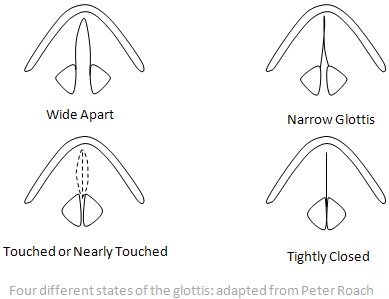 Wide Apart
Narrow Glottis
Touched or Nearly Touched
Tightly Closed
Four different states of the glottis: adapted from Peter Roach